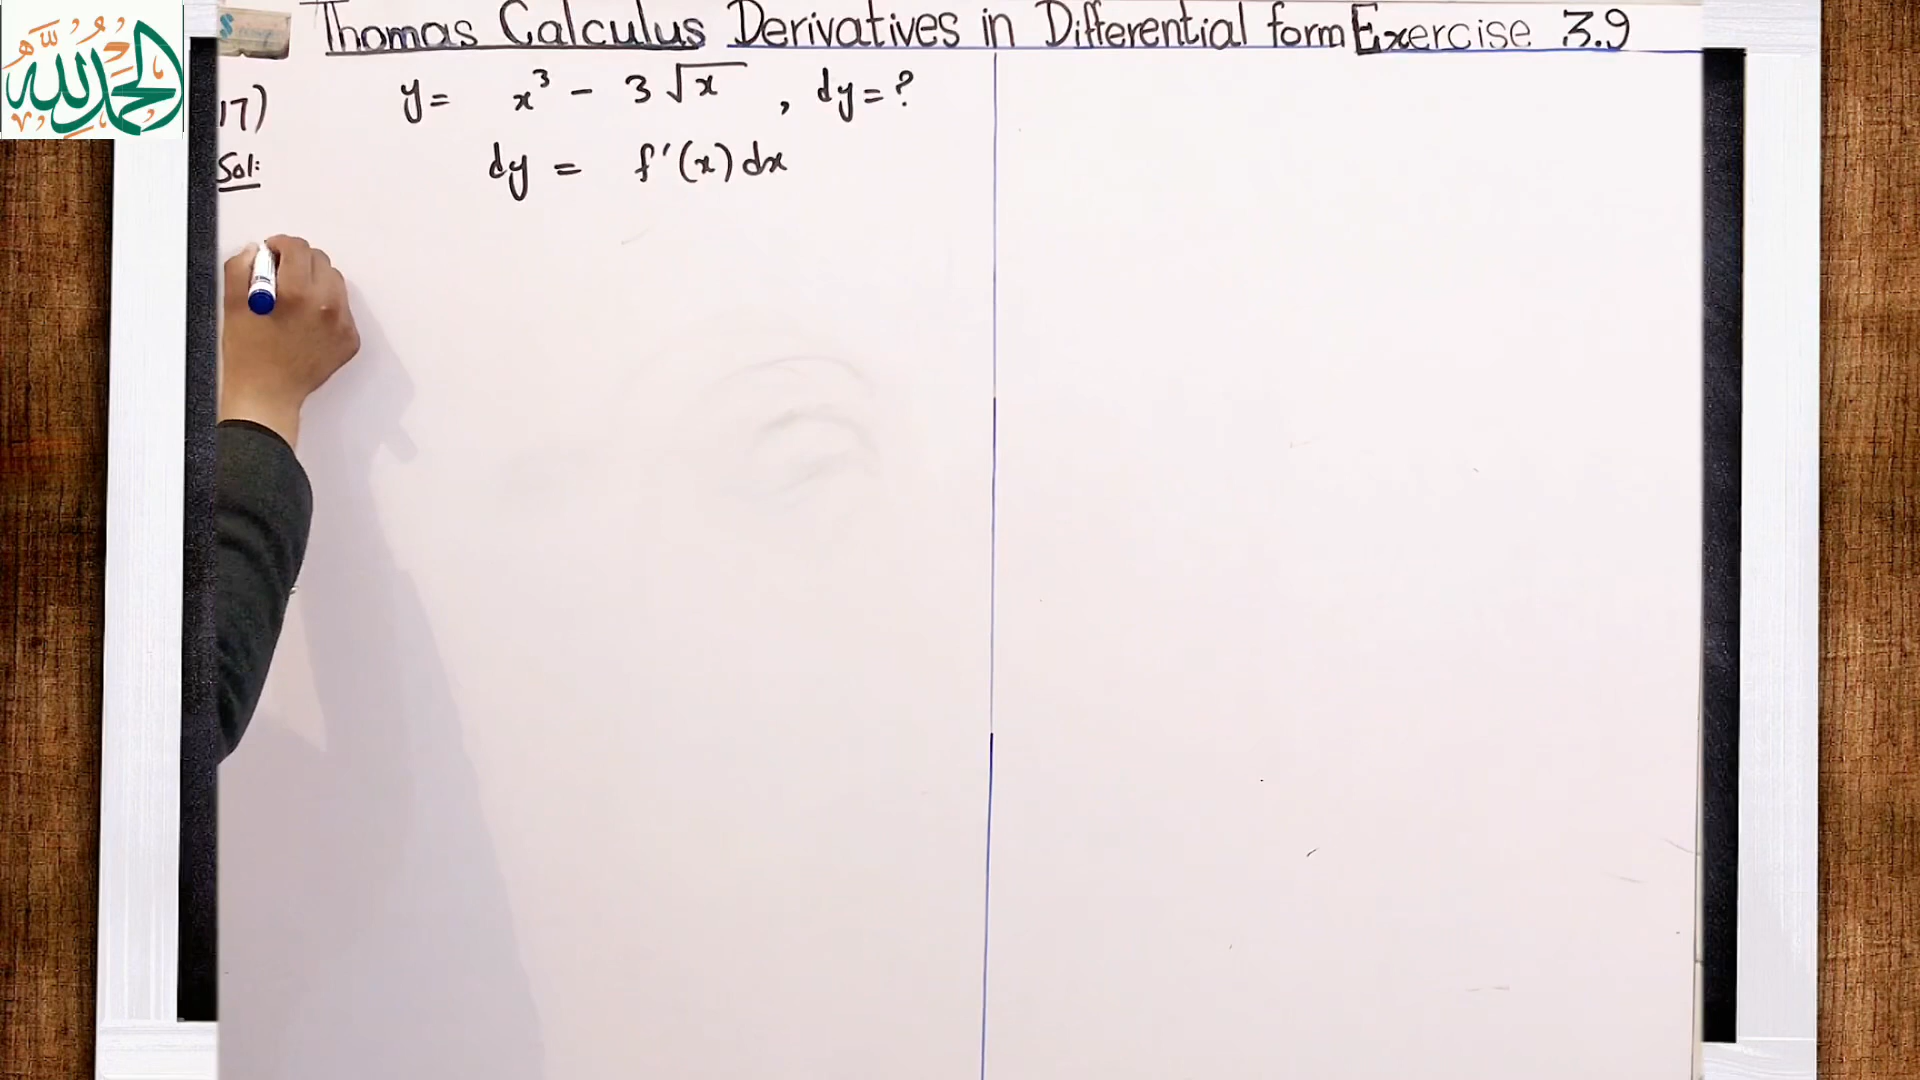 الحمد لله
Thomas Calculus Derivatives in Differential form Exercise 3.9
17) y = x³ - 3√x , dy = ?
Sol: dy = f'(x) dx